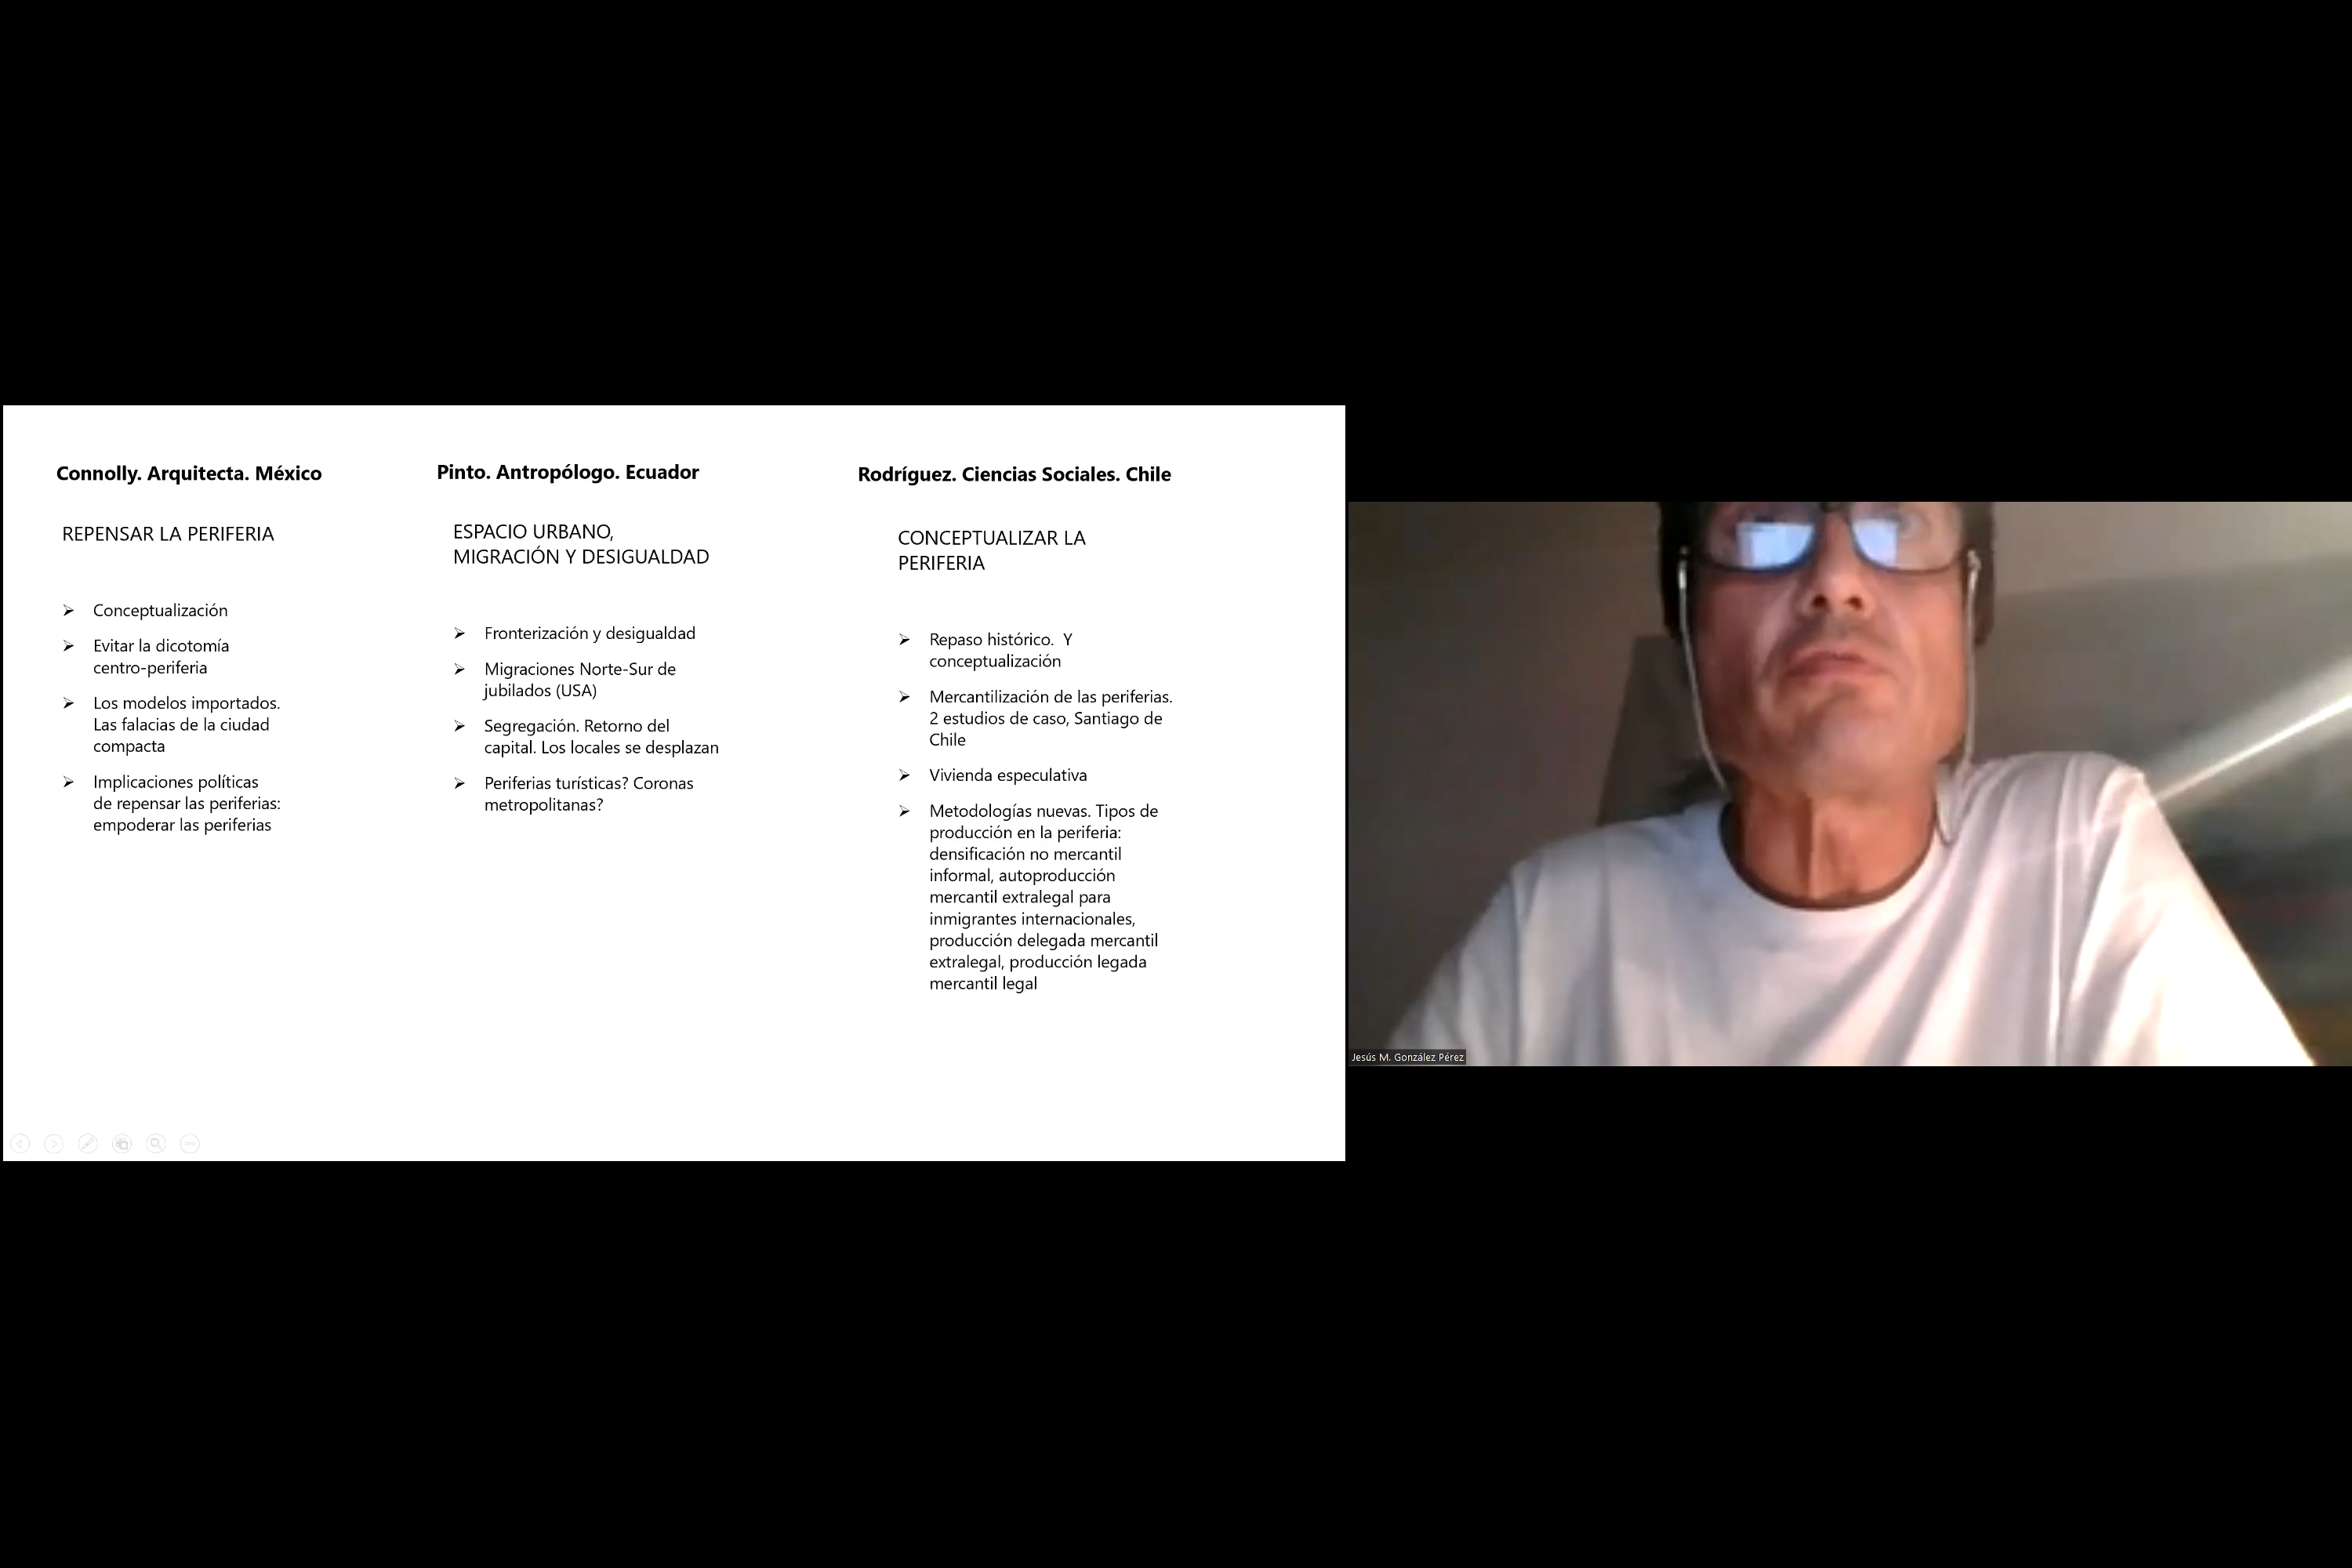 Connolly. Arquitecta. México
REPENSAR LA PERIFERIA
Conceptualización
Evitar la dicotomía
centro-periferia
Los modelos importados.
Las falacias de la ciudad
compacta
Implicaciones políticas
de repensar las periferias:
empoderar las periferias
Pinto. Antropólogo. Ecuador
ESPACIO URBANO,
MIGRACIÓN Y DESIGUALDAD
Fronterización y desigualdad
Migraciones Norte-Sur de
jubilados (USA)
Segregación. Retorno del
capital. Los locales se desplazan
Periferias turísticas? Coronas
metropolitanas?
Rodríguez. Ciencias Sociales. Chile
CONCEPTUALIZAR LA
PERIFERIA
Repaso histórico.  Y
conceptualización
Mercantilización de las periferias.
2 estudios de caso, Santiago de
Chile
Vivienda especulativa
Metodologías nuevas. Tipos de
producción en la periferia:
densificación no mercantil
informal, autoproducción
mercantil extralegal para
inmigrantes internacionales,
producción delegada mercantil
extralegal, producción legada
mercantil legal
Jesús M. González Pérez